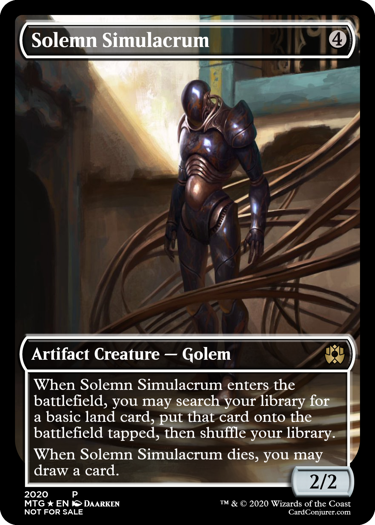 Solemn Simulacrum 4
Artifact Creature — Golem
When Solemn Simulacrum enters the
battlefield, you may search your library for
a basic land card, put that card onto the
battlefield tapped, then shuffle your library.
When Solemn Simulacrum dies, you may
draw a card.
2/2
2020 P
MTG ★ EN Daarken
NOT FOR SALE
™ & © 2020 Wizards of the Coast
CardConjurer.com